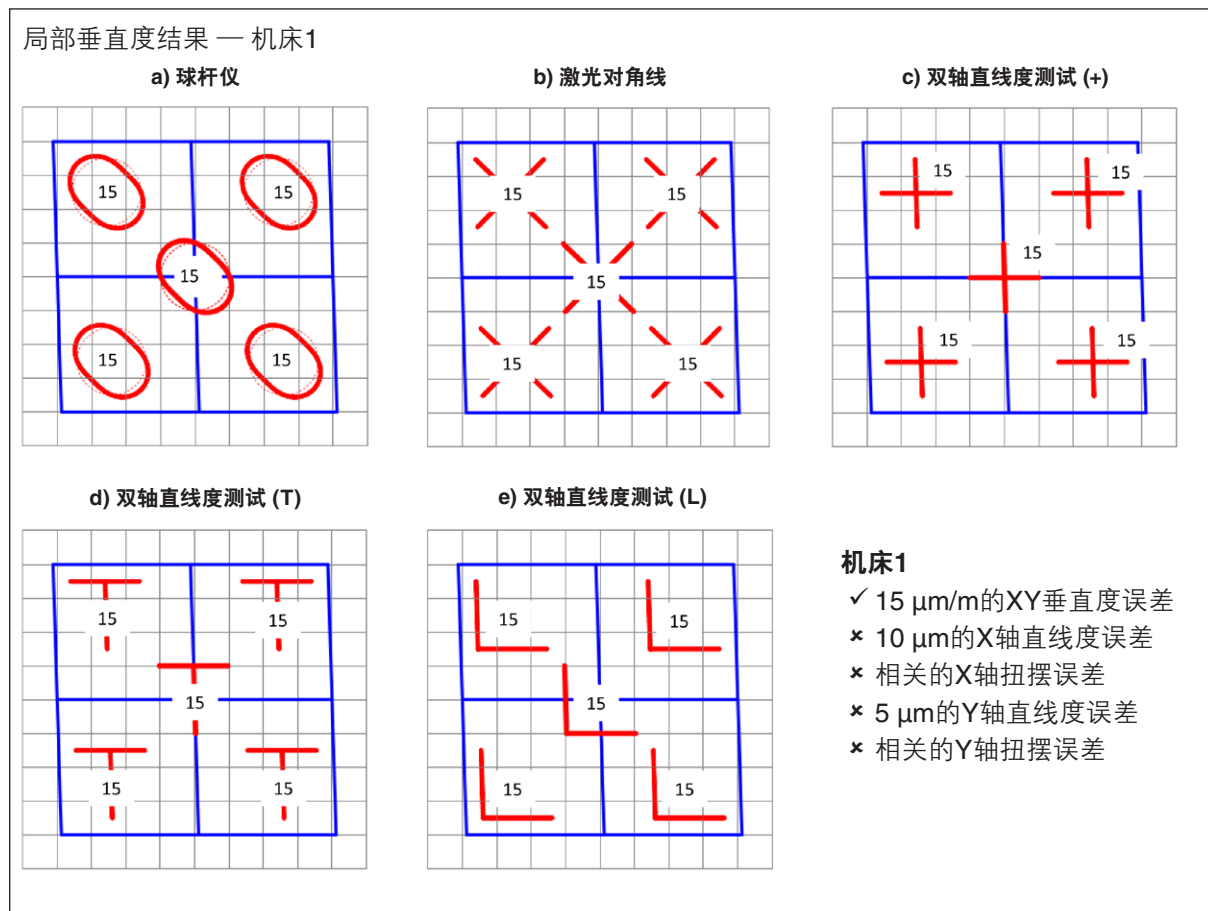 局部垂直度结果 — 机床1
a) 球杆仪
b) 激光对角线
c) 双轴直线度测试 (+)
15 15
15
15 15
15 15
15
15 15
15 15
15
15 15
d) 双轴直线度测试 (T)
e) 双轴直线度测试 (L)
15 15
15
15 15
15 15
15
15 15
机床1
✓ 15 μm/m的XY垂直度误差
× 10 μm的X轴直线度误差
× 相关的X轴扭摆误差
× 5 μm的Y轴直线度误差
× 相关的Y轴扭摆误差